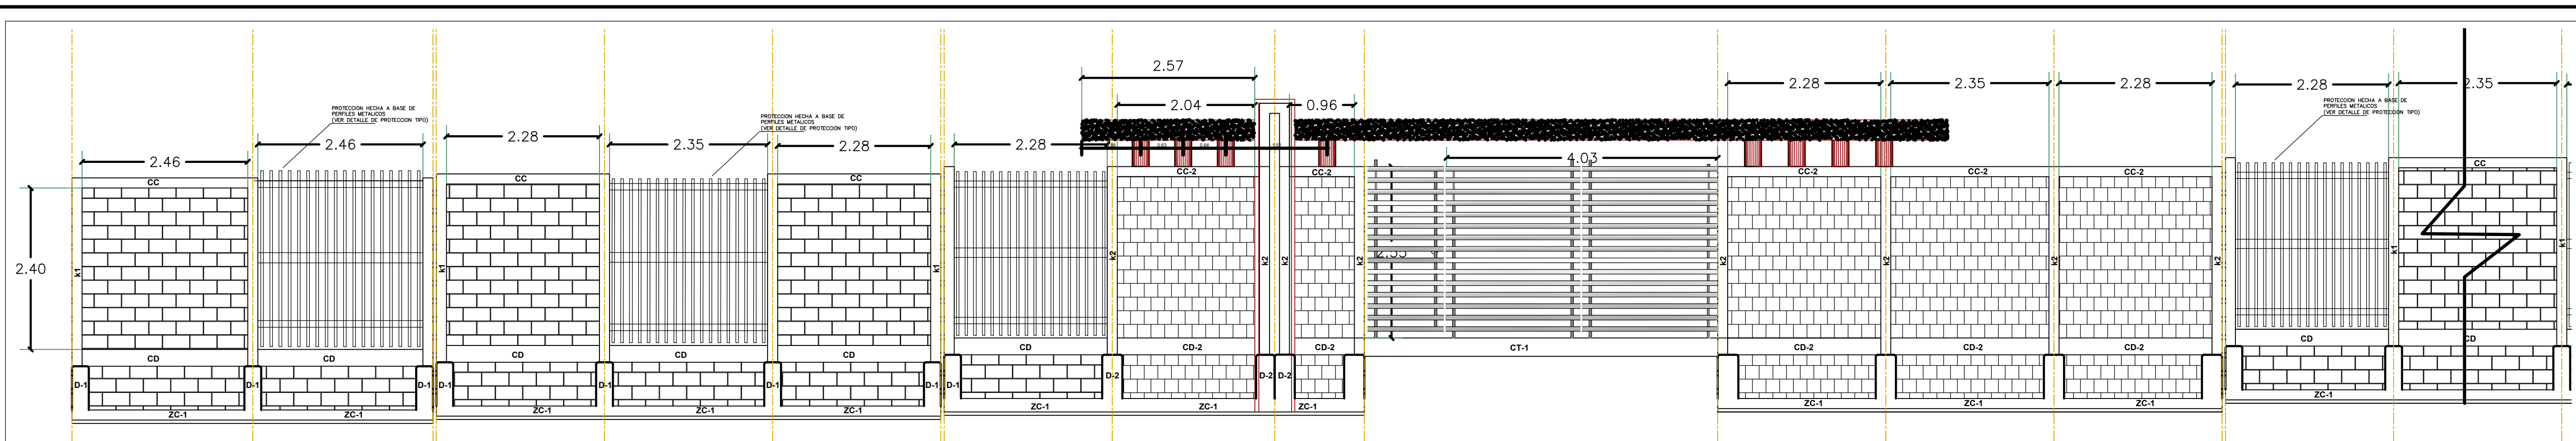 2.57
2.04
0.96
2.28
2.35
2.28
2.28
2.35
PROTECCION HECHA A BASE DE
PERFILES METALICOS
(VER DETALLE DE PROTECCION TIPO)
PROTECCION HECHA A BASE DE
PERFILES METALICOS
(VER DETALLE DE PROTECCION TIPO)
PROTECCION HECHA A BASE DE
PERFILES METALICOS
(VER DETALLE DE PROTECCION TIPO)
2.46
2.46
2.28
2.35
2.28
2.28
4.03
CC
CC
CC
CC-2
CC-2
CC-2
CC-2
CC-2
CC
2.40
k1
k1
k1
k2
k2
k2
k2
k2
k2
k2
k2
k1
k1
CD
CD
CD
CD
CD
CD
CD-2
CD-2
CT-1
CD-2
CD-2
CD-2
CD
CD
D-1
D-1
D-1
D-1
D-1
D-1
D-1
D-1
D-2
D-2
D-2
ZC-1
ZC-1
ZC-1
ZC-1
ZC-1
ZC-1
ZC-1
ZC-1
ZC-1
ZC-1
ZC-1
ZC-1